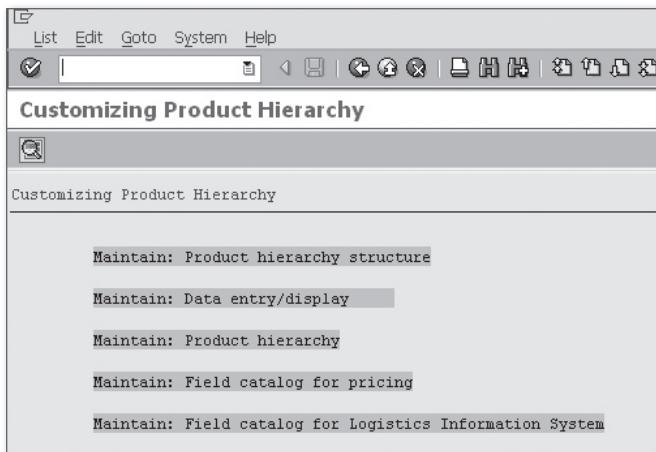 List Edit Goto System Help
Customizing Product Hierarchy
Customizing Product Hierarchy
Maintain: Product hierarchy structure
Maintain: Data entry/display
Maintain: Product hierarchy
Maintain: Field catalog for pricing
Maintain: Field catalog for Logistics Information System